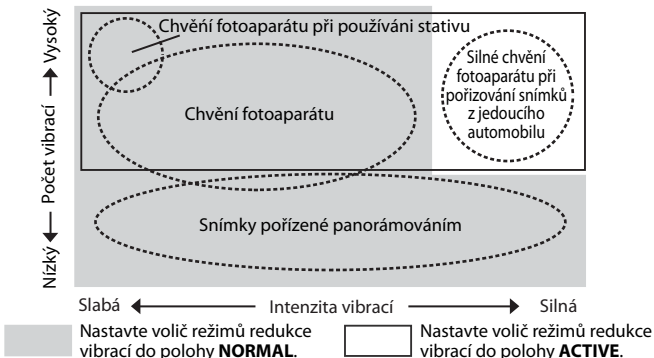 Vysoký
Počet vibrací
Nízký
Chvění fotoaparátu při používáni stativu
Chvění fotoaparátu
Silné chvění
fotoaparátu při
pořizování snímků
z jedoucího
automobilu
Snímky pořízené panorámováním
Slabá
Intenzita vibrací
Silná
Nastavte volič režimů redukce
vibrací do polohy NORMAL.
Nastavte volič režimů redukce
vibrací do polohy ACTIVE.